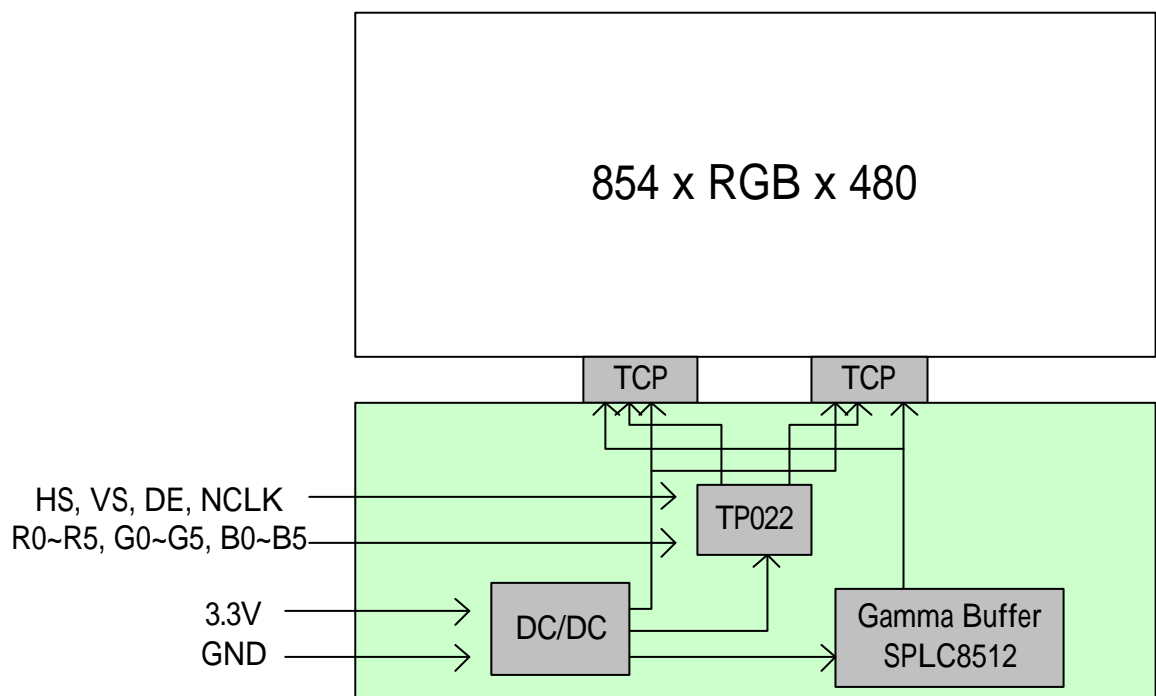 854 x RGB x 480
TCP
TCP
HS, VS, DE, NCLK
R0~R5, G0~G5, B0~B5
TP022
3.3V
GND
DC/DC
Gamma Buffer
SPLC8512